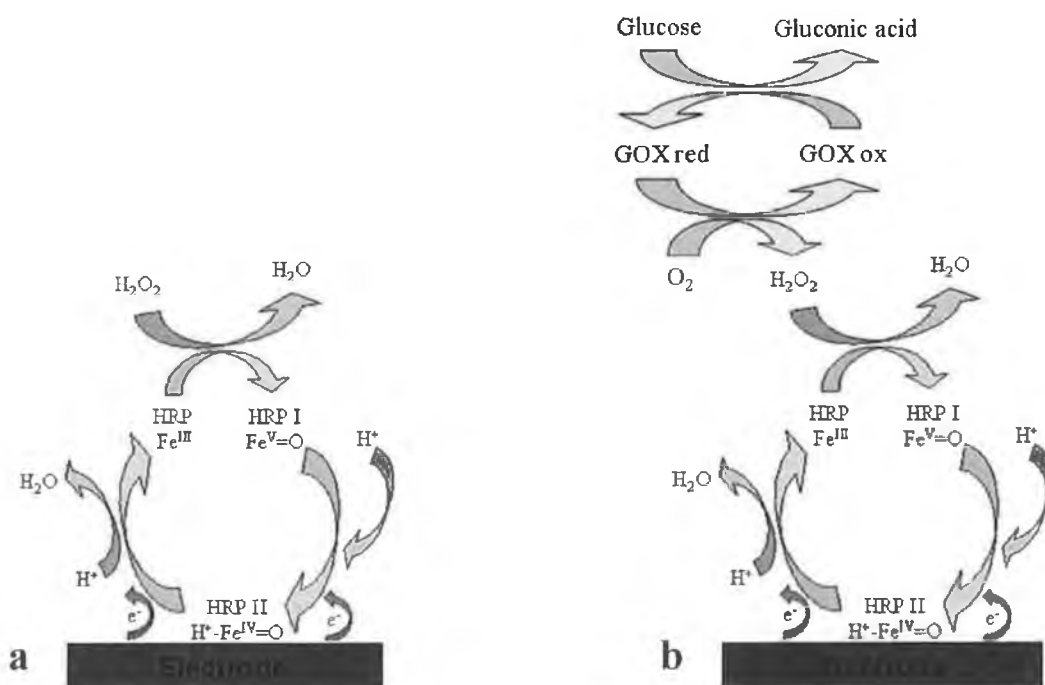 H₂O₂
H₂O
HRP
Fe^III
HRP I
Fe^V=O
H⁺
H₂O
H⁺
e⁻
HRP II
H⁺-Fe^IV=O
e⁻
Electrode
a
Glucose
Gluconic acid
GOX red
GOX ox
O₂
H₂O₂
H₂O
HRP
Fe^III
HRP I
Fe^V=O
H⁺
H₂O
H⁺
e⁻
HRP II
H⁺-Fe^IV=O
e⁻
b